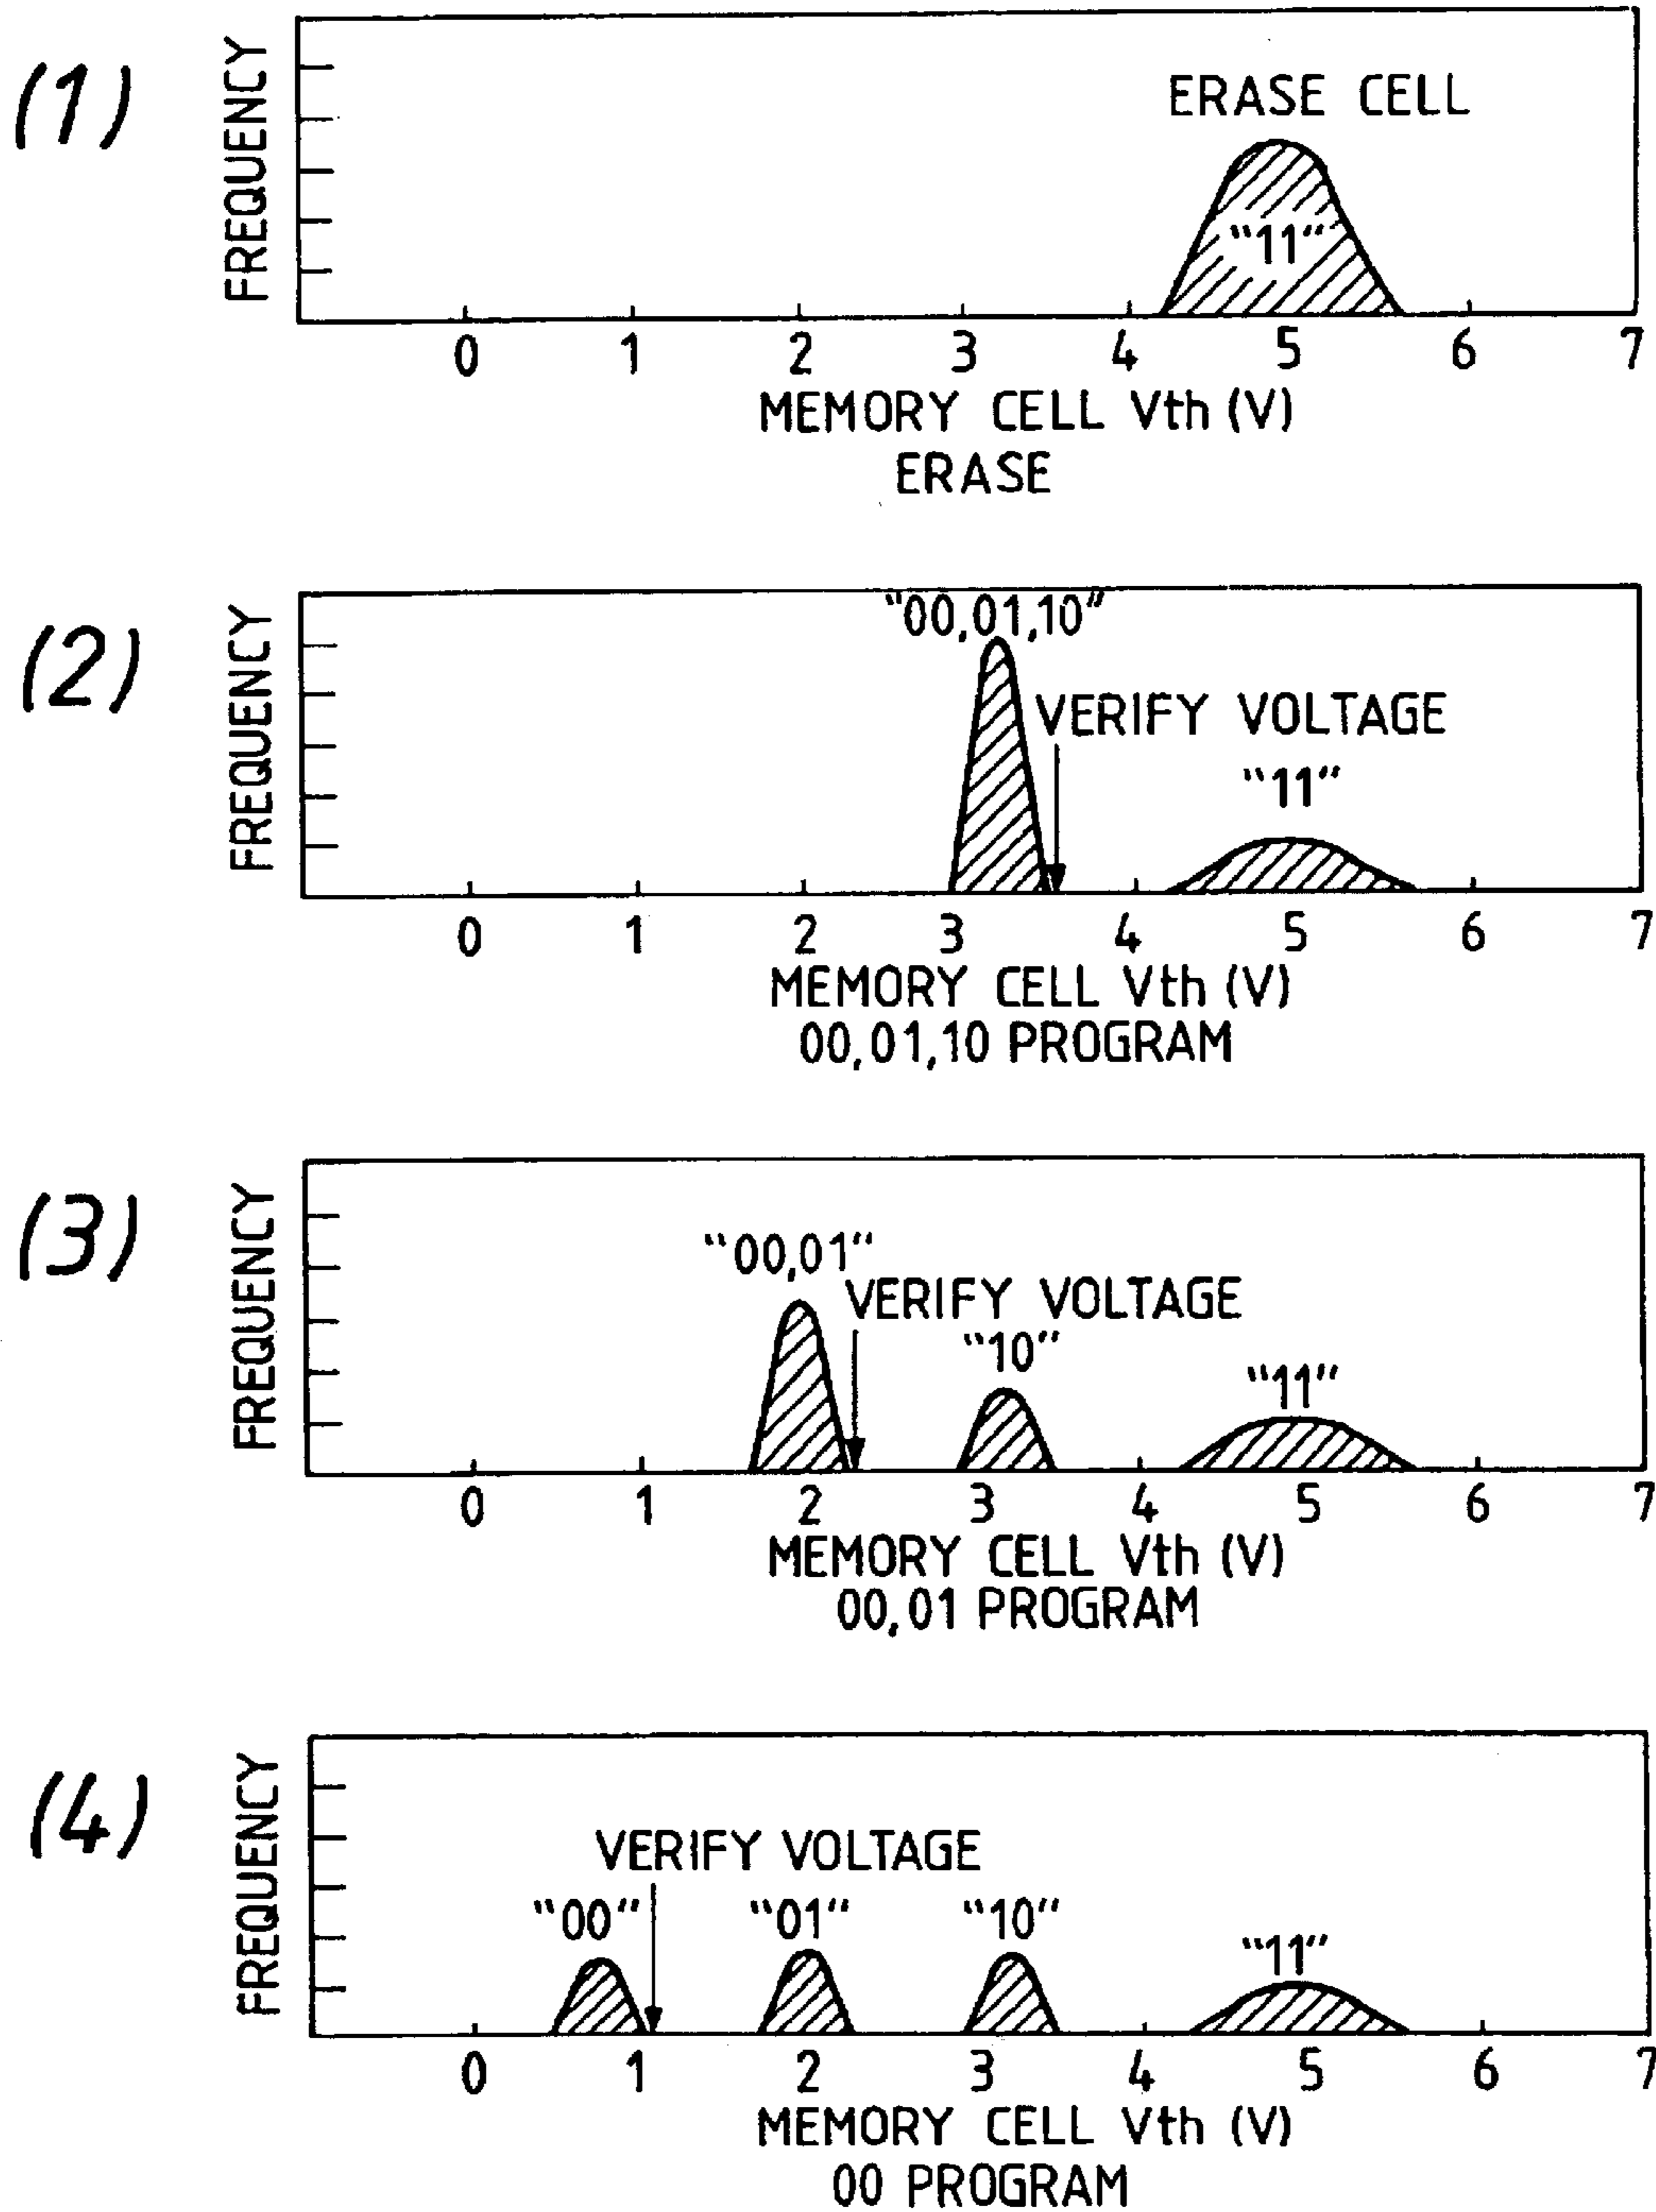 (1)
FREQUENCY
ERASE CELL
"11"
0 1 2 3 4 5 6 7
MEMORY CELL Vth (V)
ERASE
(2)
FREQUENCY
"00,01,10"
VERIFY VOLTAGE
"11"
0 1 2 3 4 5 6 7
MEMORY CELL Vth (V)
00,01,10 PROGRAM
(3)
FREQUENCY
"00,01"
VERIFY VOLTAGE
"10"
"11"
0 1 2 3 4 5 6 7
MEMORY CELL Vth (V)
00,01 PROGRAM
(4)
FREQUENCY
VERIFY VOLTAGE
"00" "01" "10" "11"
0 1 2 3 4 5 6 7
MEMORY CELL Vth (V)
00 PROGRAM